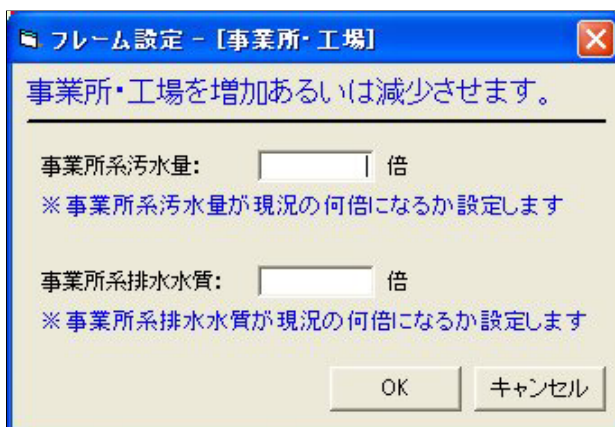 フレーム設定 - [事業所・工場]
事業所・工場を増加あるいは減少させます。
事業所系汚水量: 倍
※事業所系汚水量が現況の何倍になるか設定します
事業所系排水水質: 倍
※事業所系排水水質が現況の何倍になるか設定します
OK キャンセル